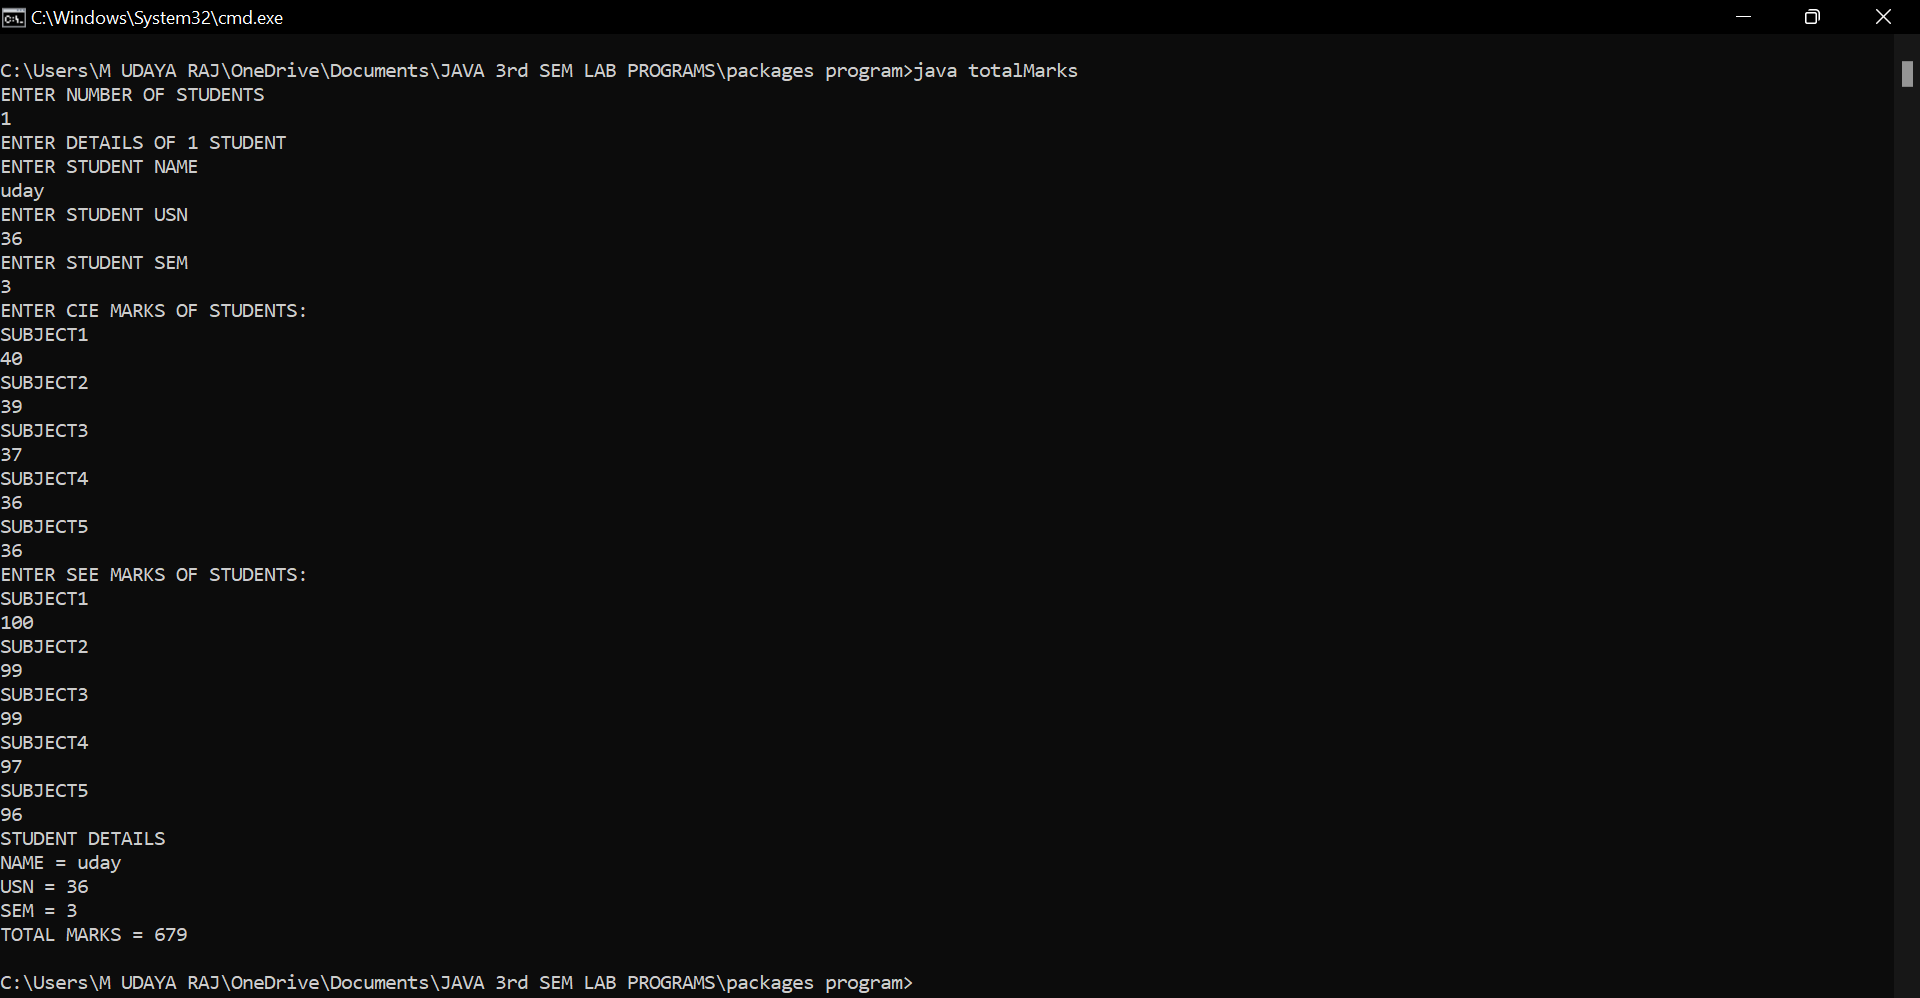 C:\Windows\System32\cmd.exe
C:\Users\M UDAYA RAJ\OneDrive\Documents\JAVA 3rd SEM LAB PROGRAMS\packages program>java totalMarks
ENTER NUMBER OF STUDENTS
1
ENTER DETAILS OF 1 STUDENT
ENTER STUDENT NAME
uday
ENTER STUDENT USN
36
ENTER STUDENT SEM
3
ENTER CIE MARKS OF STUDENTS:
SUBJECT1
40
SUBJECT2
39
SUBJECT3
37
SUBJECT4
36
SUBJECT5
36
ENTER SEE MARKS OF STUDENTS:
SUBJECT1
100
SUBJECT2
99
SUBJECT3
99
SUBJECT4
97
SUBJECT5
96
STUDENT DETAILS
NAME = uday
USN = 36
SEM = 3
TOTAL MARKS = 679
C:\Users\M UDAYA RAJ\OneDrive\Documents\JAVA 3rd SEM LAB PROGRAMS\packages program>